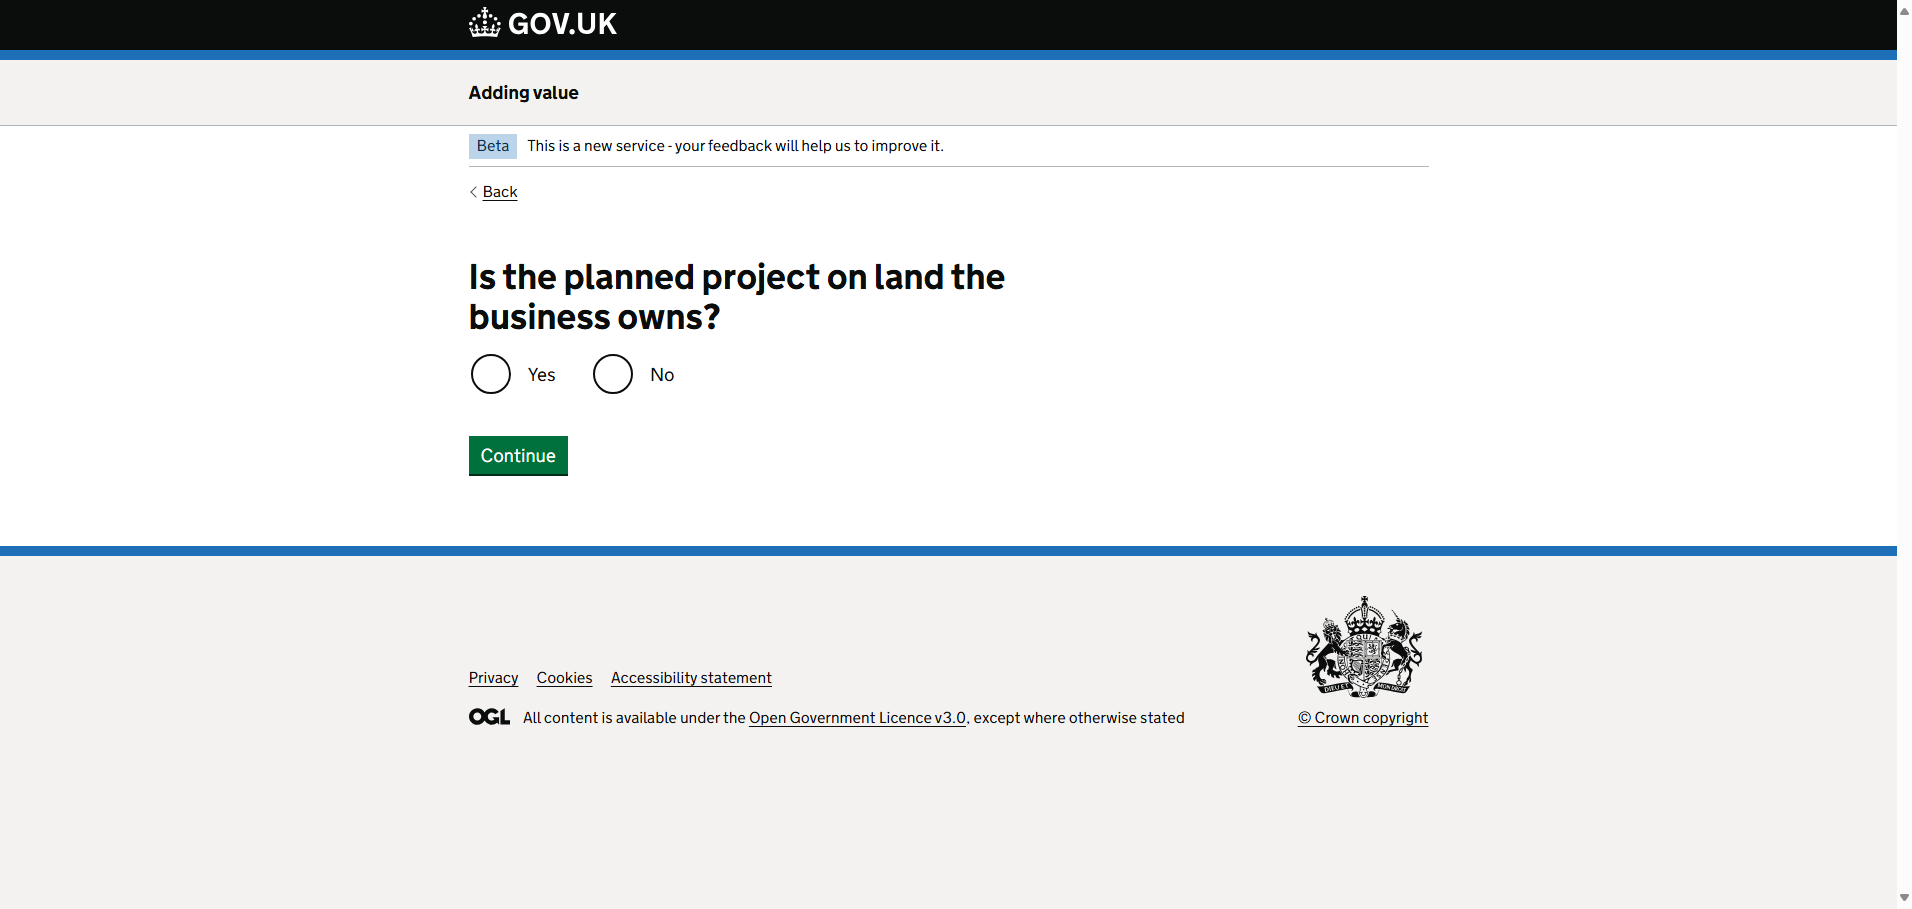 GOV.UK
Adding value
Beta This is a new service - your feedback will help us to improve it.
Back
Is the planned project on land the
business owns?
Yes No
Continue
Privacy Cookies Accessibility statement
OGL All content is available under the Open Government Licence v3.0, except where otherwise stated
© Crown copyright